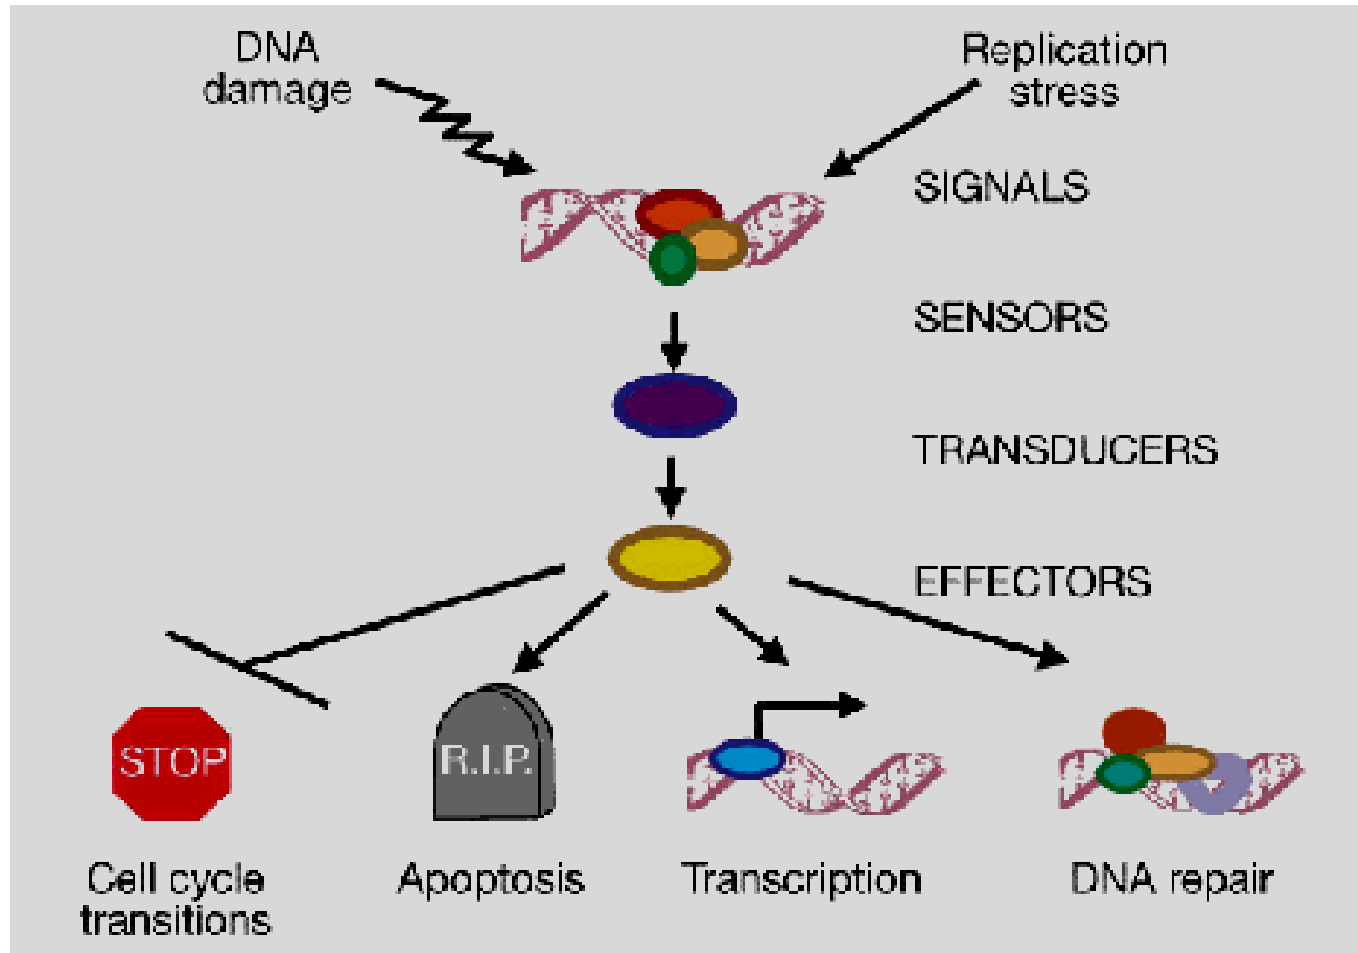 DNA
damage
Replication
stress
SIGNALS
SENSORS
TRANSDUCERS
EFFECTORS
STOP
R.I.P.
Cell cycle
transitions
Apoptosis
Transcription
DNA repair